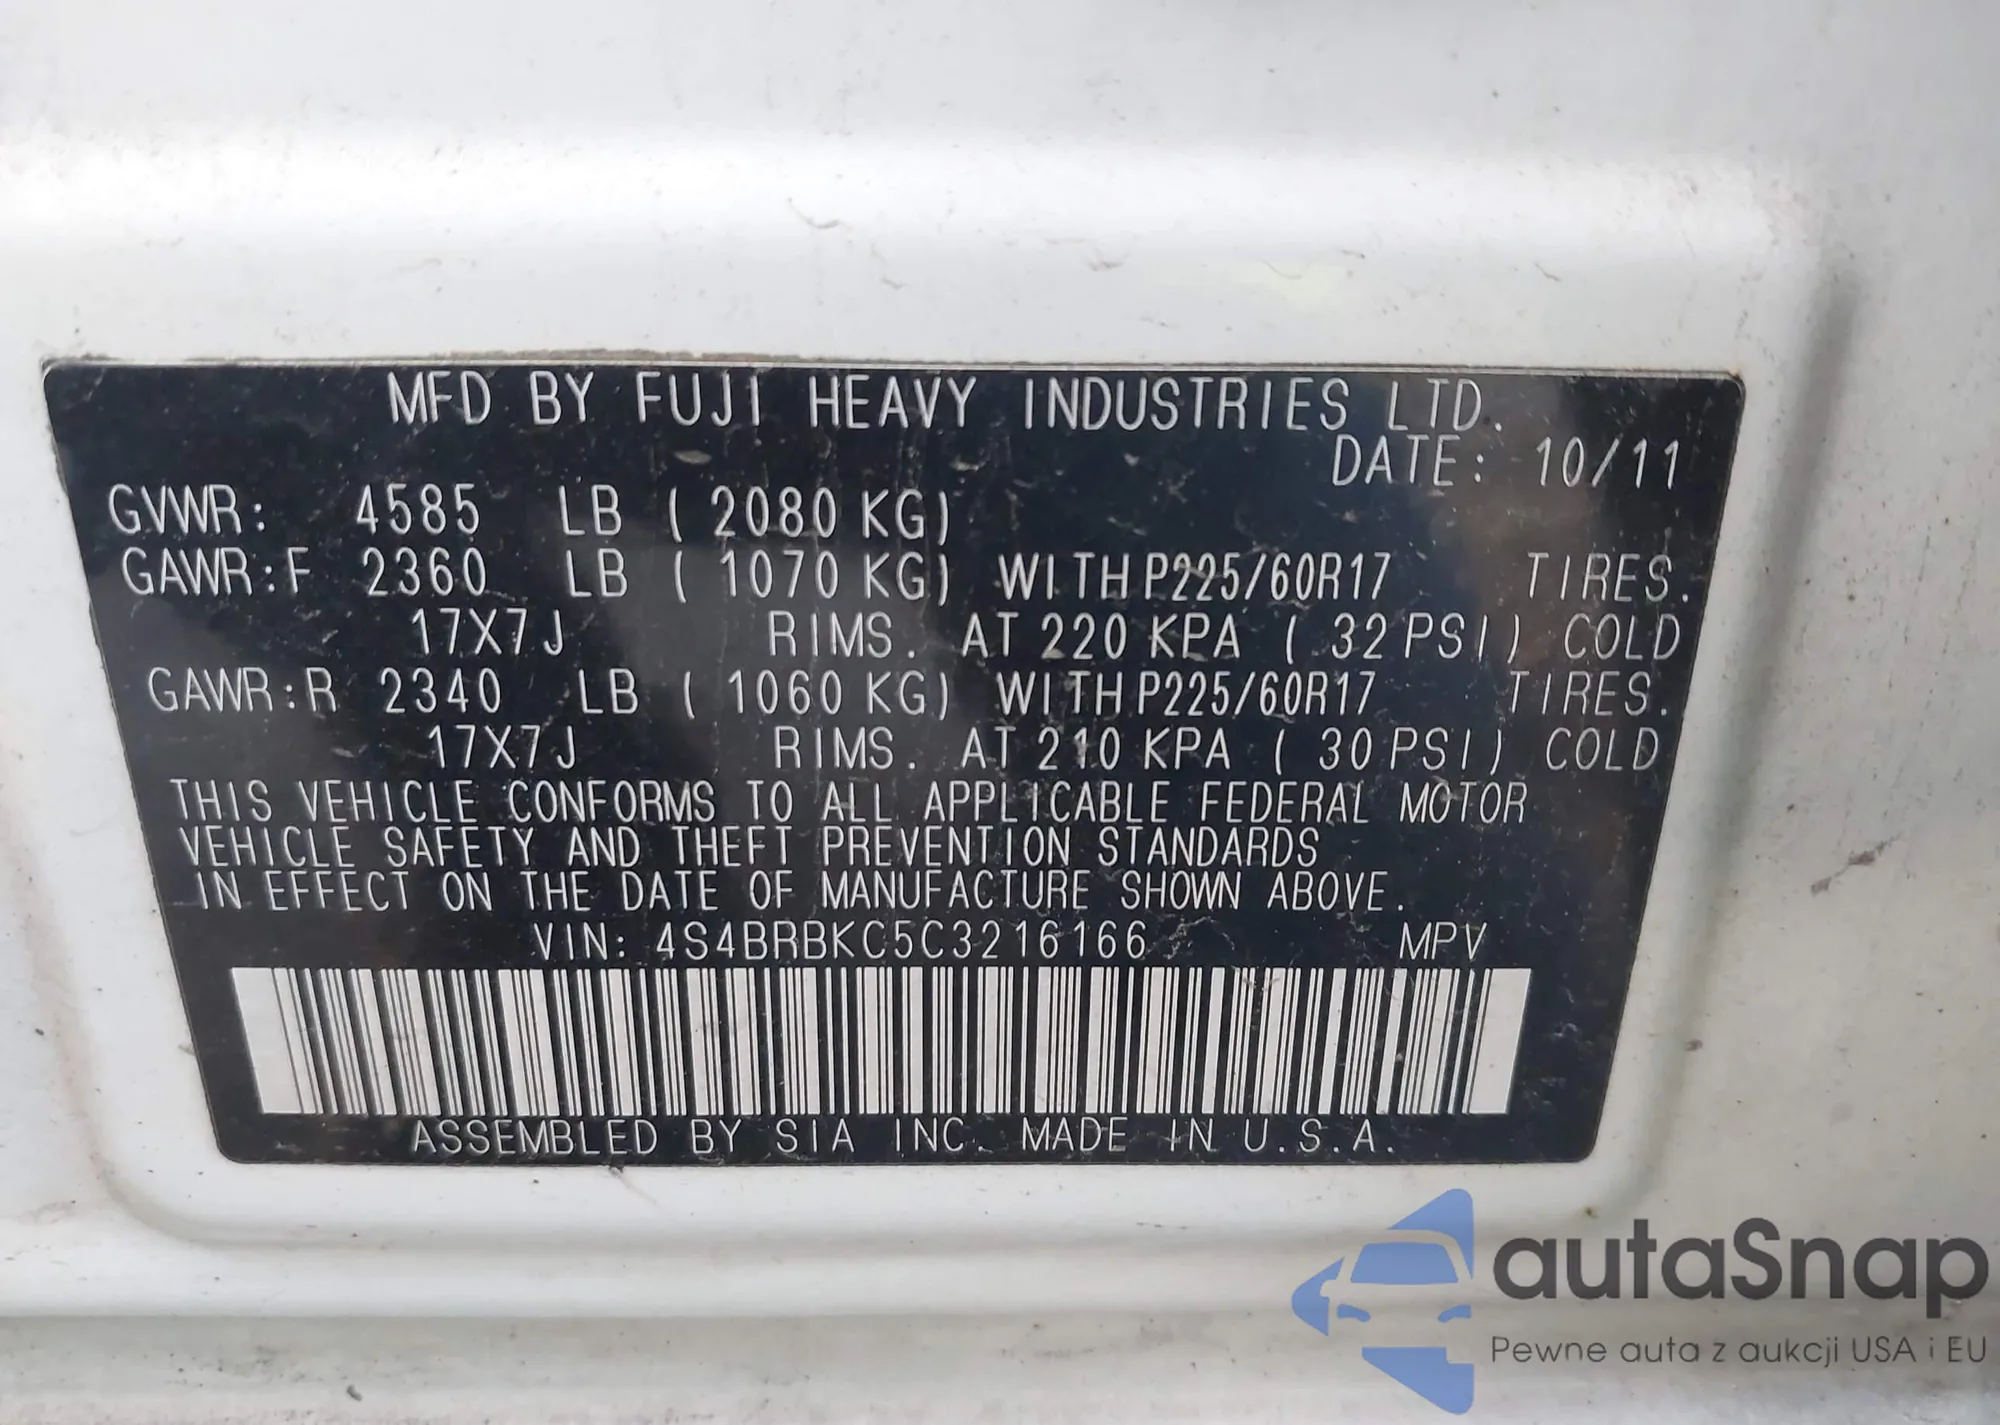 MFD BY FUJI HEAVY INDUSTRIES LTD.
DATE: 10/11
GVWR: 4585 LB ( 2080 KG)
GAWR:F 2360 LB ( 1070 KG) WITH P225/60R17 TIRES.
17X7J RIMS. AT 220 KPA ( 32 PSI) COLD
GAWR:R 2340 LB ( 1060 KG) WITH P225/60R17 TIRES.
17X7J RIMS. AT 210 KPA ( 30 PSI) COLD
THIS VEHICLE CONFORMS TO ALL APPLICABLE FEDERAL MOTOR
VEHICLE SAFETY AND THEFT PREVENTION STANDARDS
IN EFFECT ON THE DATE OF MANUFACTURE SHOWN ABOVE.
VIN: 4S4BRBKC5C3216166 MPV
ASSEMBLED BY SIA INC. MADE IN U.S.A.
autaSnap
Pewne auta z aukcji USA i EU